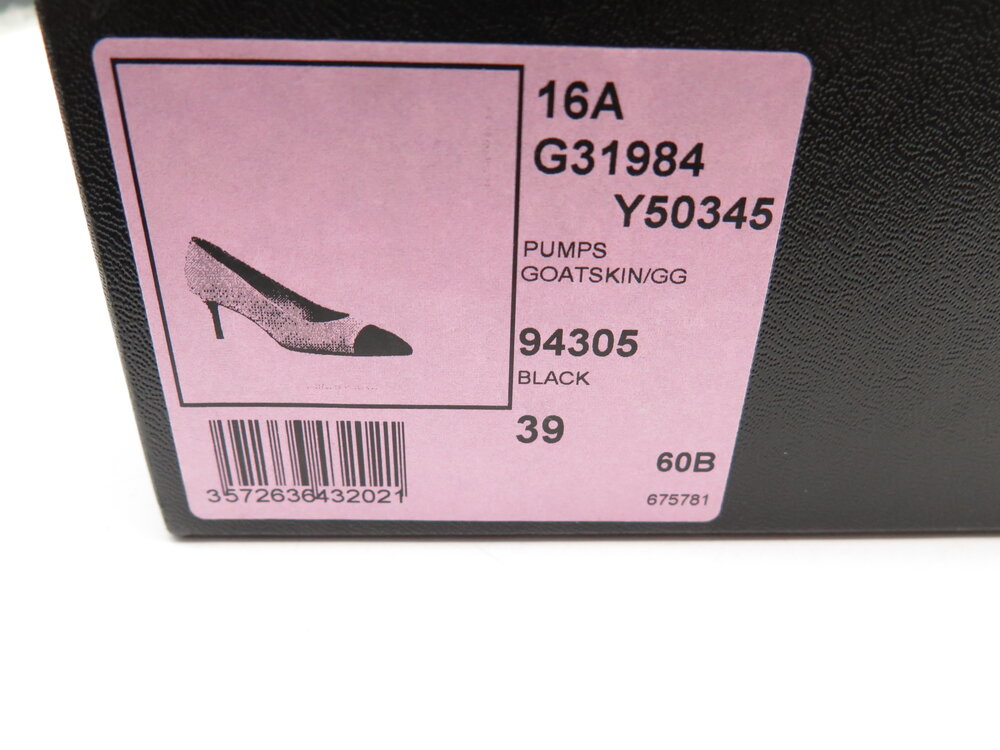 16A
G31984
Y50345
PUMPS
GOATSKIN/GG
94305
BLACK
39
60B
3572636432021
675781